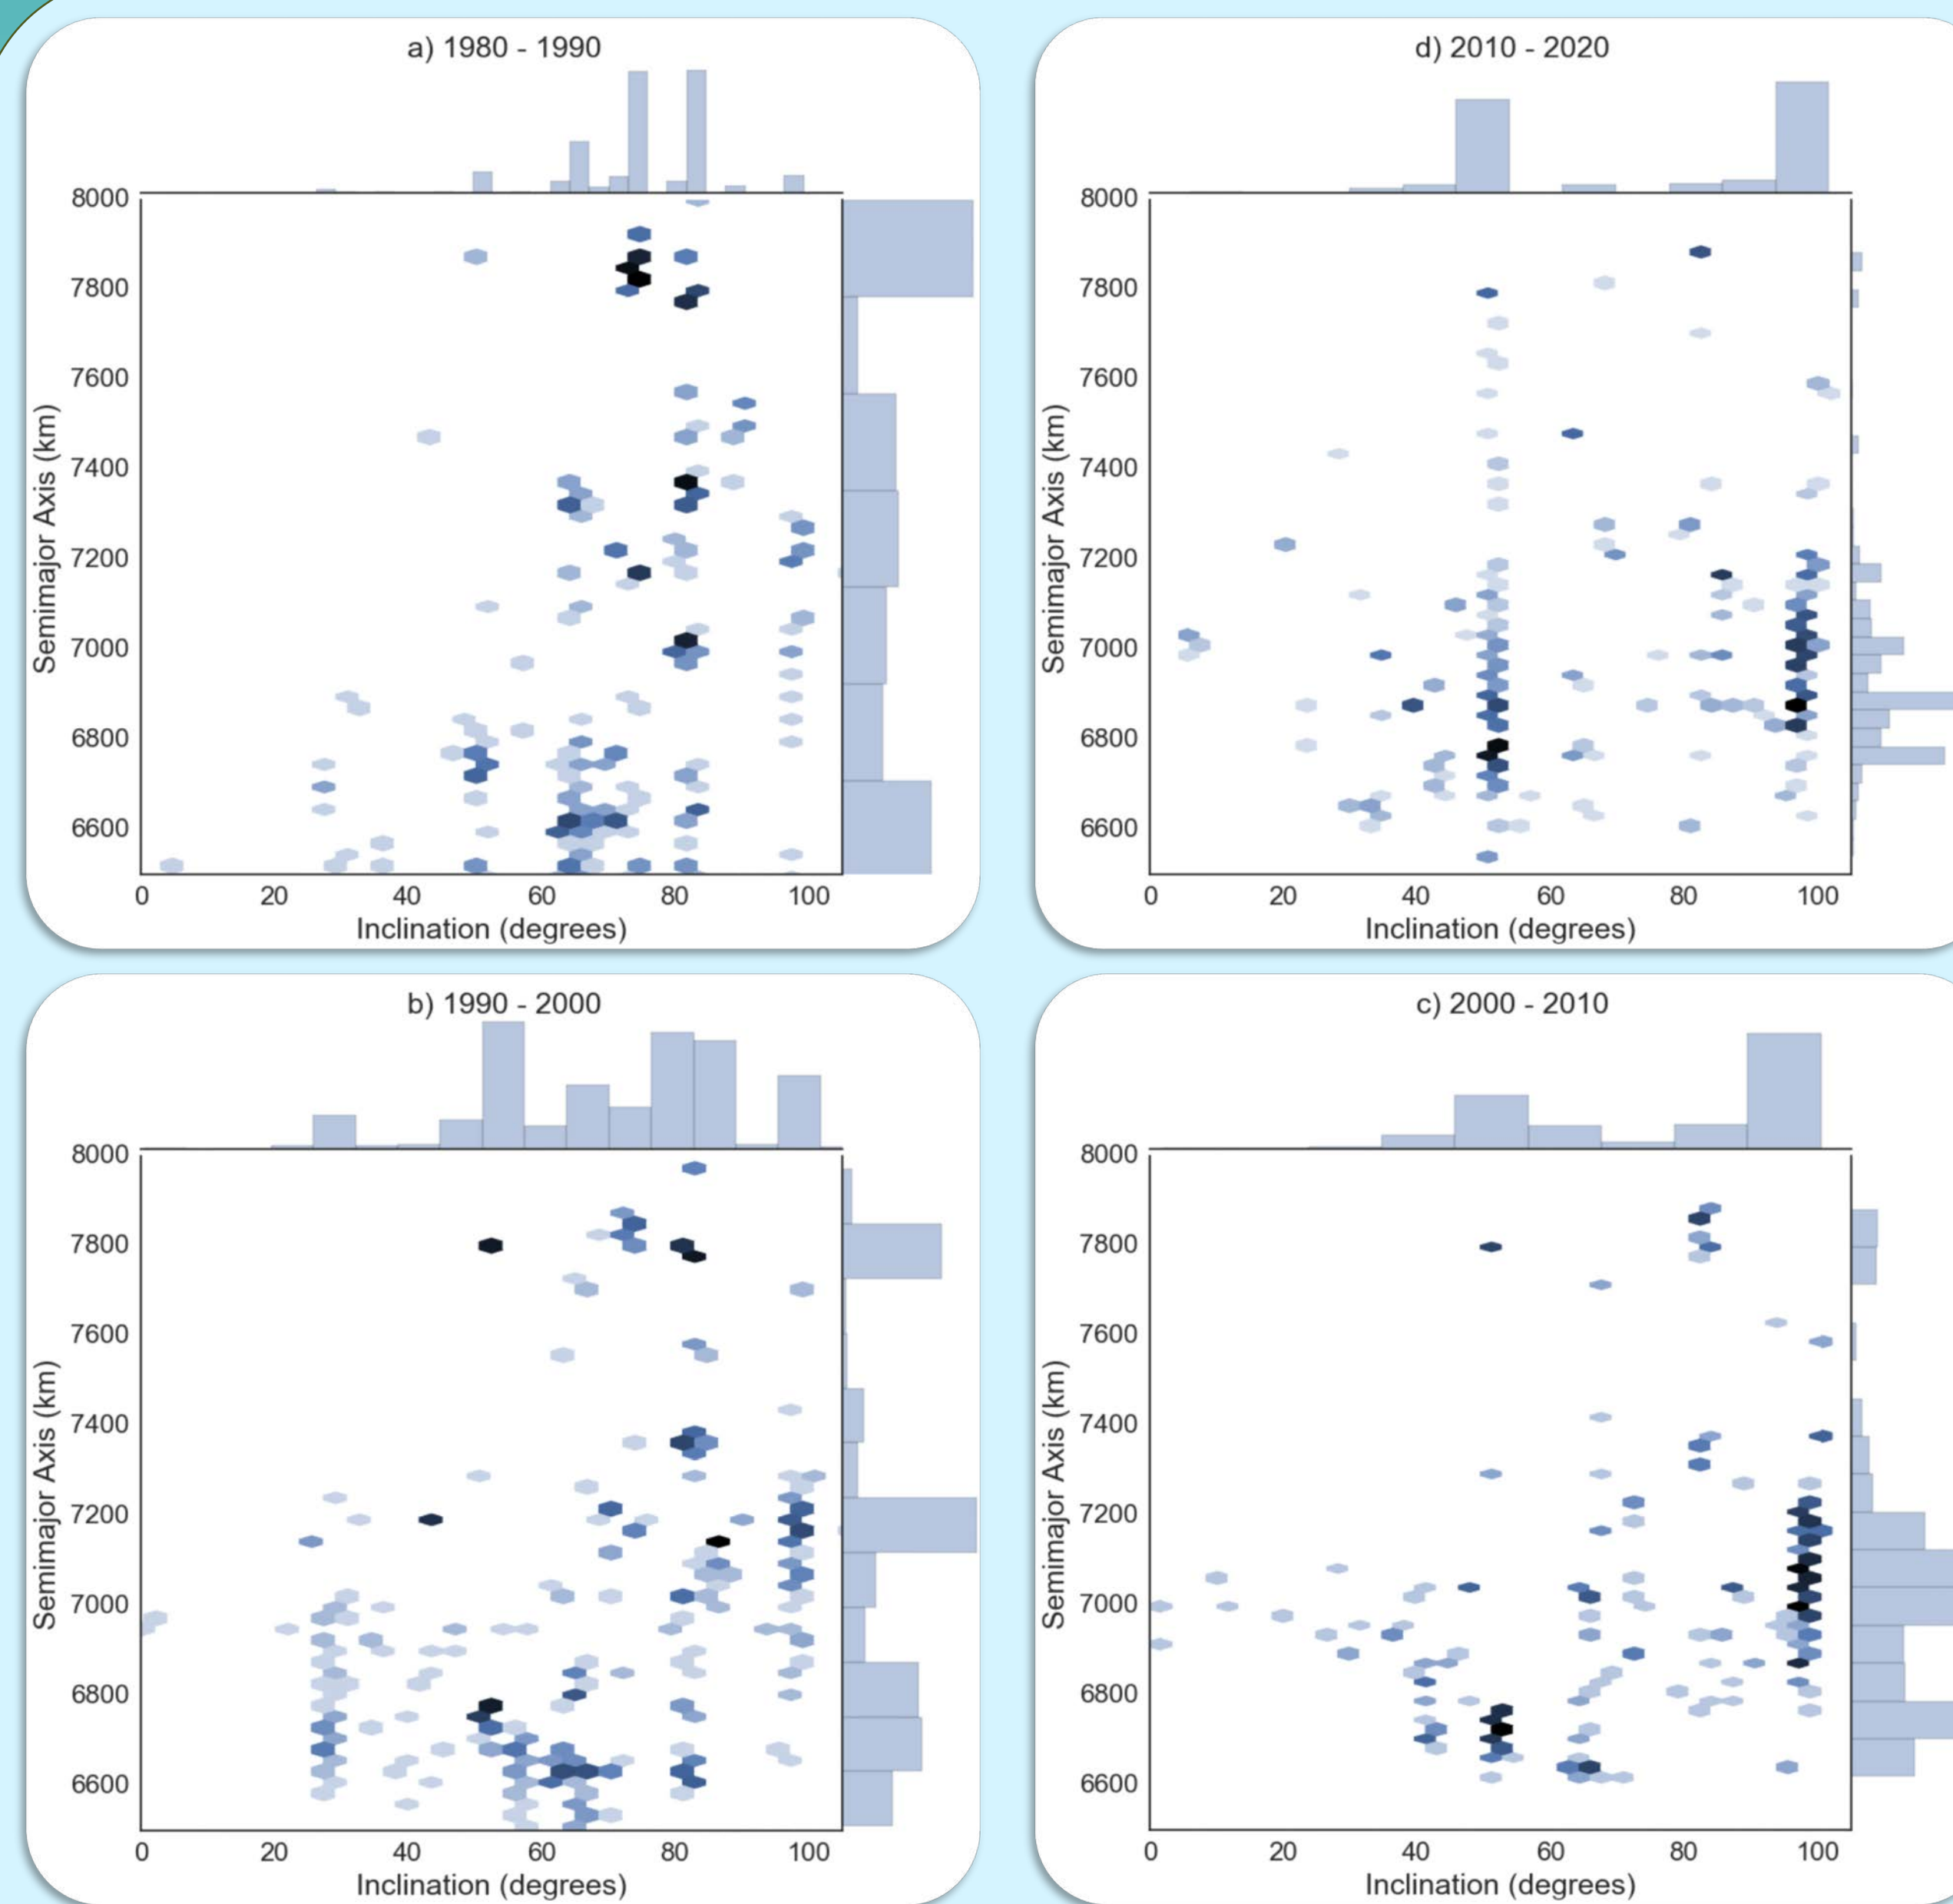 a) 1980 - 1990
8000
7800
7600
7400
7200
7000
6800
6600
Semimajor Axis (km)
0 20 40 60 80 100
Inclination (degrees)
d) 2010 - 2020
8000
7800
7600
7400
7200
7000
6800
6600
Semimajor Axis (km)
0 20 40 60 80 100
Inclination (degrees)
b) 1990 - 2000
8000
7800
7600
7400
7200
7000
6800
6600
Semimajor Axis (km)
0 20 40 60 80 100
Inclination (degrees)
c) 2000 - 2010
8000
7800
7600
7400
7200
7000
6800
6600
Semimajor Axis (km)
0 20 40 60 80 100
Inclination (degrees)